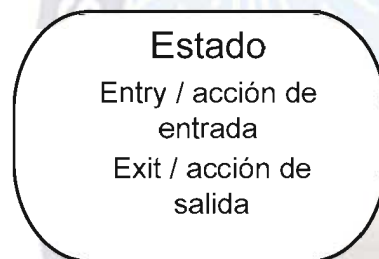 Estado
Entry / acción de
entrada
Exit / acción de
salida